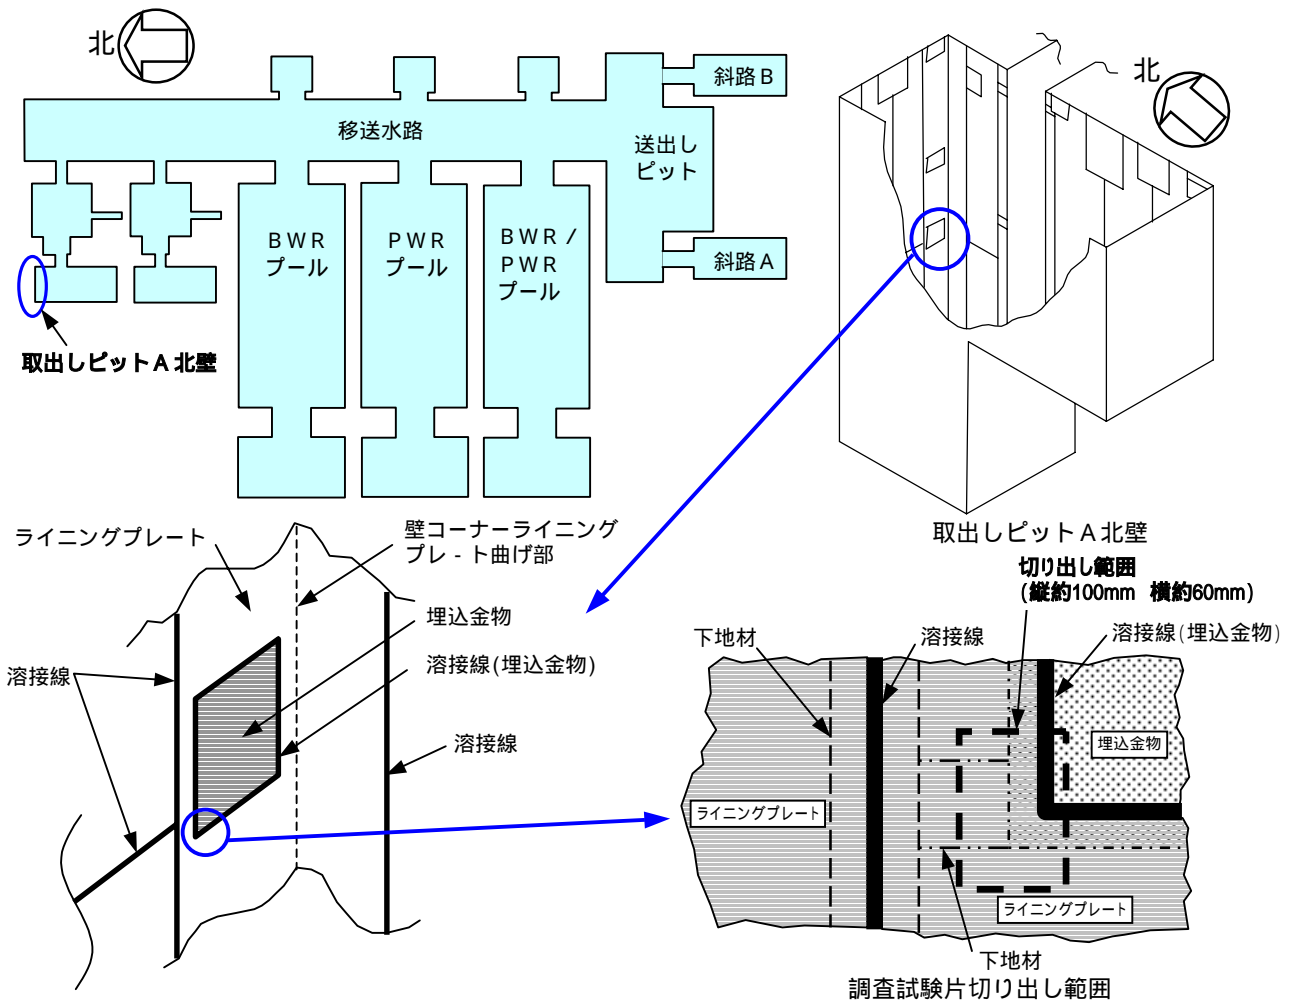 北
斜路B
移送水路
送出し
ピット
BWR
プール
PWR
プール
BWR/
PWR
プール
斜路A
取出しピットA北壁
北
取出しピットA北壁
ライニングプレート
壁コーナーライニング
プレ-ト曲げ部
埋込金物
溶接線(埋込金物)
溶接線
溶接線
切り出し範囲
(縦約100mm 横約60mm)
下地材
溶接線
溶接線(埋込金物)
埋込金物
ライニングプレート
ライニングプレート
下地材
調査試験片切り出し範囲